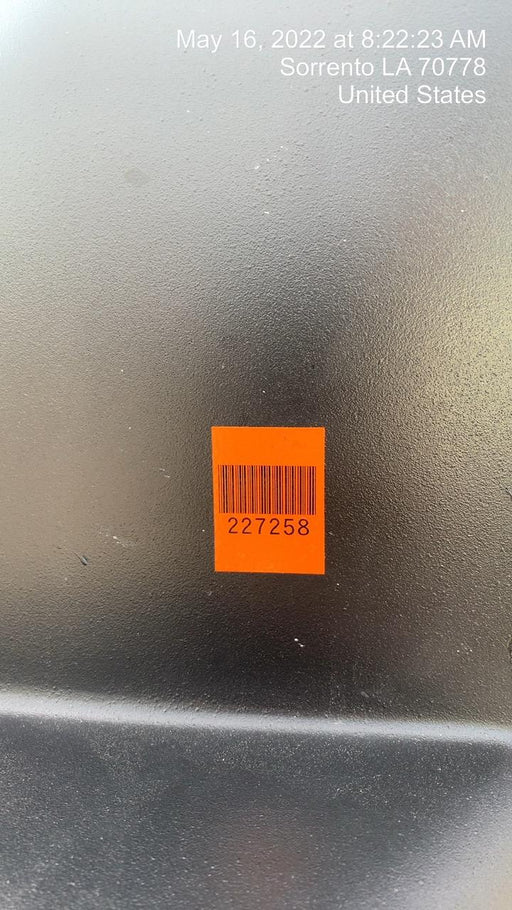 May 16, 2022 at 8:22:23 AM
Sorrento LA 70778
United States
227258